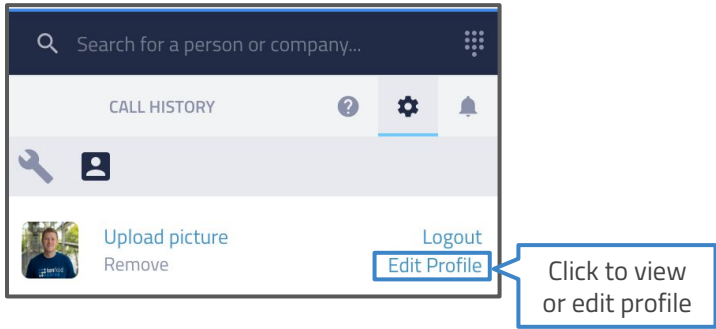 Search for a person or company...
CALL HISTORY
Upload picture
Logout
Remove
Edit Profile
Click to view
or edit profile